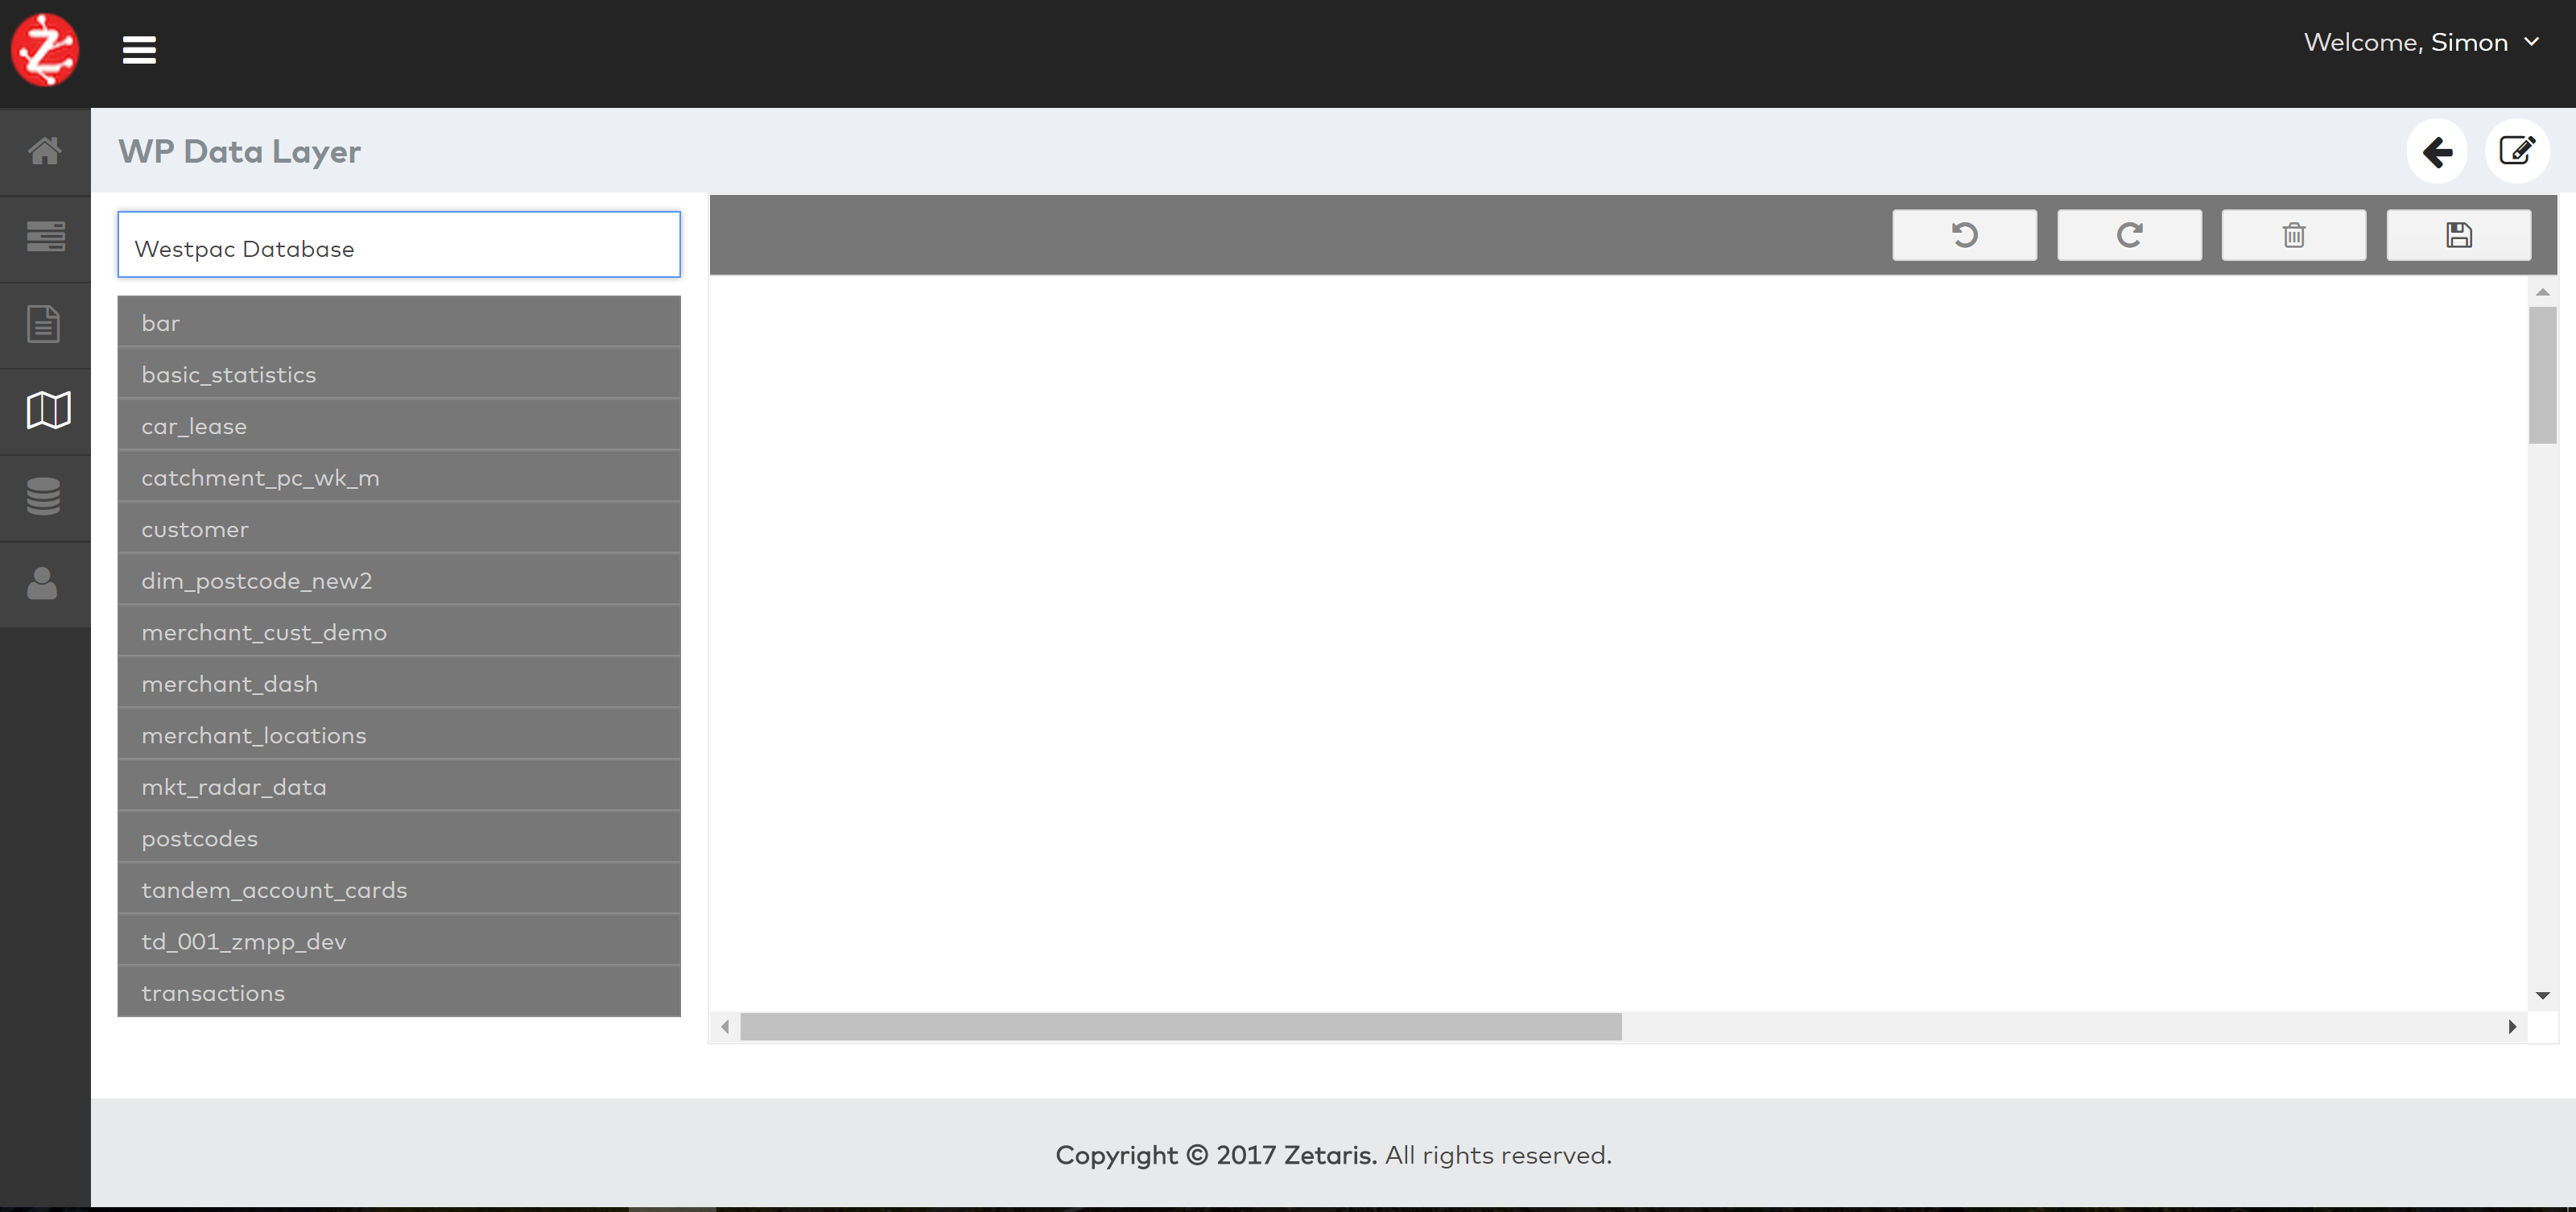 Welcome, Simon
WP Data Layer
Westpac Database
bar
basic_statistics
car_lease
catchment_pc_wk_m
customer
dim_postcode_new2
merchant_cust_demo
merchant_dash
merchant_locations
mkt_radar_data
postcodes
tandem_account_cards
td_001_zmpp_dev
transactions
Copyright © 2017 Zetaris. All rights reserved.